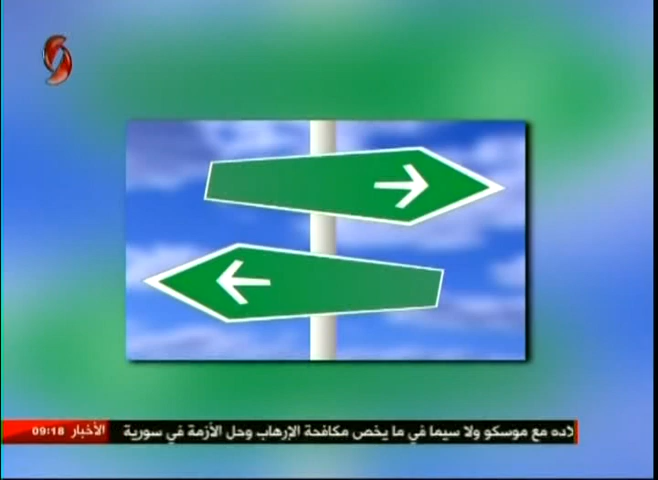 الأخبار 09:18
لاده مع موسكو ولا سيما في ما يخص مكافحة الإرهاب وحل الأزمة في سورية